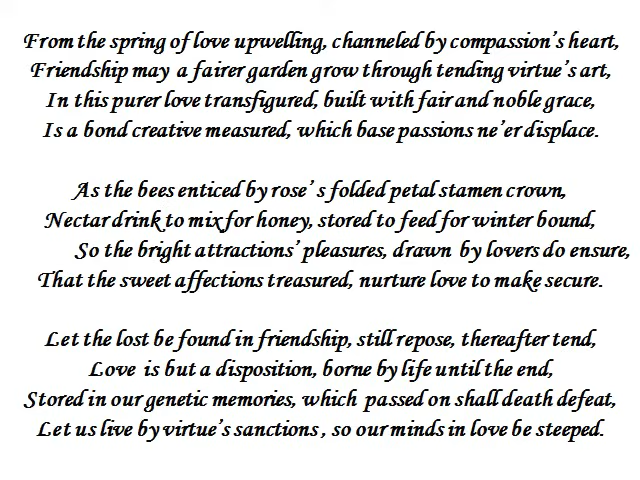 From the spring of love upwelling, channeled by compassion's heart,
Friendship may a fairer garden grow through tending virtue's art,
In this purer love transfigured, built with fair and noble grace,
Is a bond creative measured, which base passions ne'er displace.
As the bees enticed by rose' s folded petal stamen crown,
Nectar drink to mix for honey, stored to feed for winter bound,
So the bright attractions' pleasures, drawn by lovers do ensure,
That the sweet affections treasured, nurture love to make secure.
Let the lost be found in friendship, still repose, thereafter tend,
Love is but a disposition, borne by life until the end,
Stored in our genetic memories, which passed on shall death defeat,
Let us live by virtue's sanctions , so our minds in love be steeped.